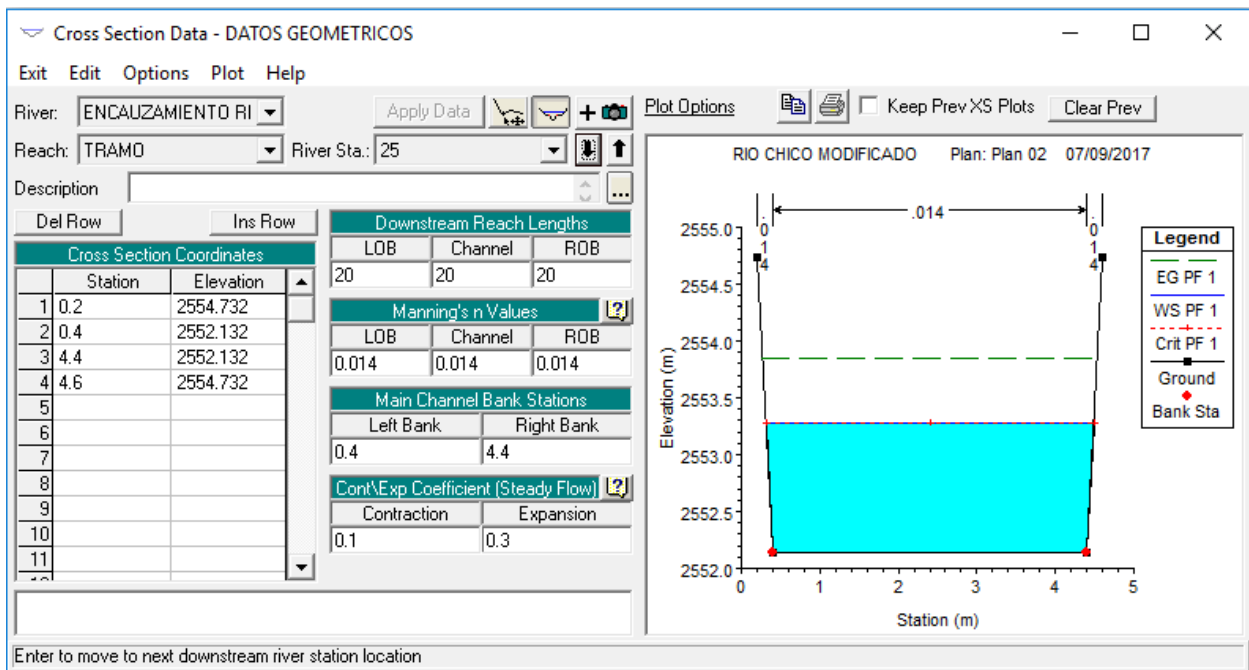 Cross Section Data - DATOS GEOMETRICOS
Exit Edit Options Plot Help
River: ENCAUZAMIENTO RI
Apply Data
Reach: TRAMO
River Sta.: 25
Description
...
Del Row
Ins Row
Cross Section Coordinates
Station Elevation
1 0.2 2554.732
2 0.4 2552.132
3 4.4 2552.132
4 4.6 2554.732
5
6
7
8
9
10
11
Downstream Reach Lengths
LOB Channel ROB
20 20 20
Manning's n Values
LOB Channel ROB
0.014 0.014 0.014
Main Channel Bank Stations
Left Bank Right Bank
0.4 4.4
Cont\Exp Coefficient (Steady Flow)
Contraction Expansion
0.1 0.3
Plot Options
Keep Prev XS Plots
Clear Prev
RIO CHICO MODIFICADO Plan: Plan 02 07/09/2017
.014
.014
.014
2555.0
2554.5
2554.0
2553.5
2553.0
2552.5
2552.0
Elevation (m)
0 1 2 3 4 5
Station (m)
Legend
EG PF 1
WS PF 1
Crit PF 1
Ground
Bank Sta
Enter to move to next downstream river station location